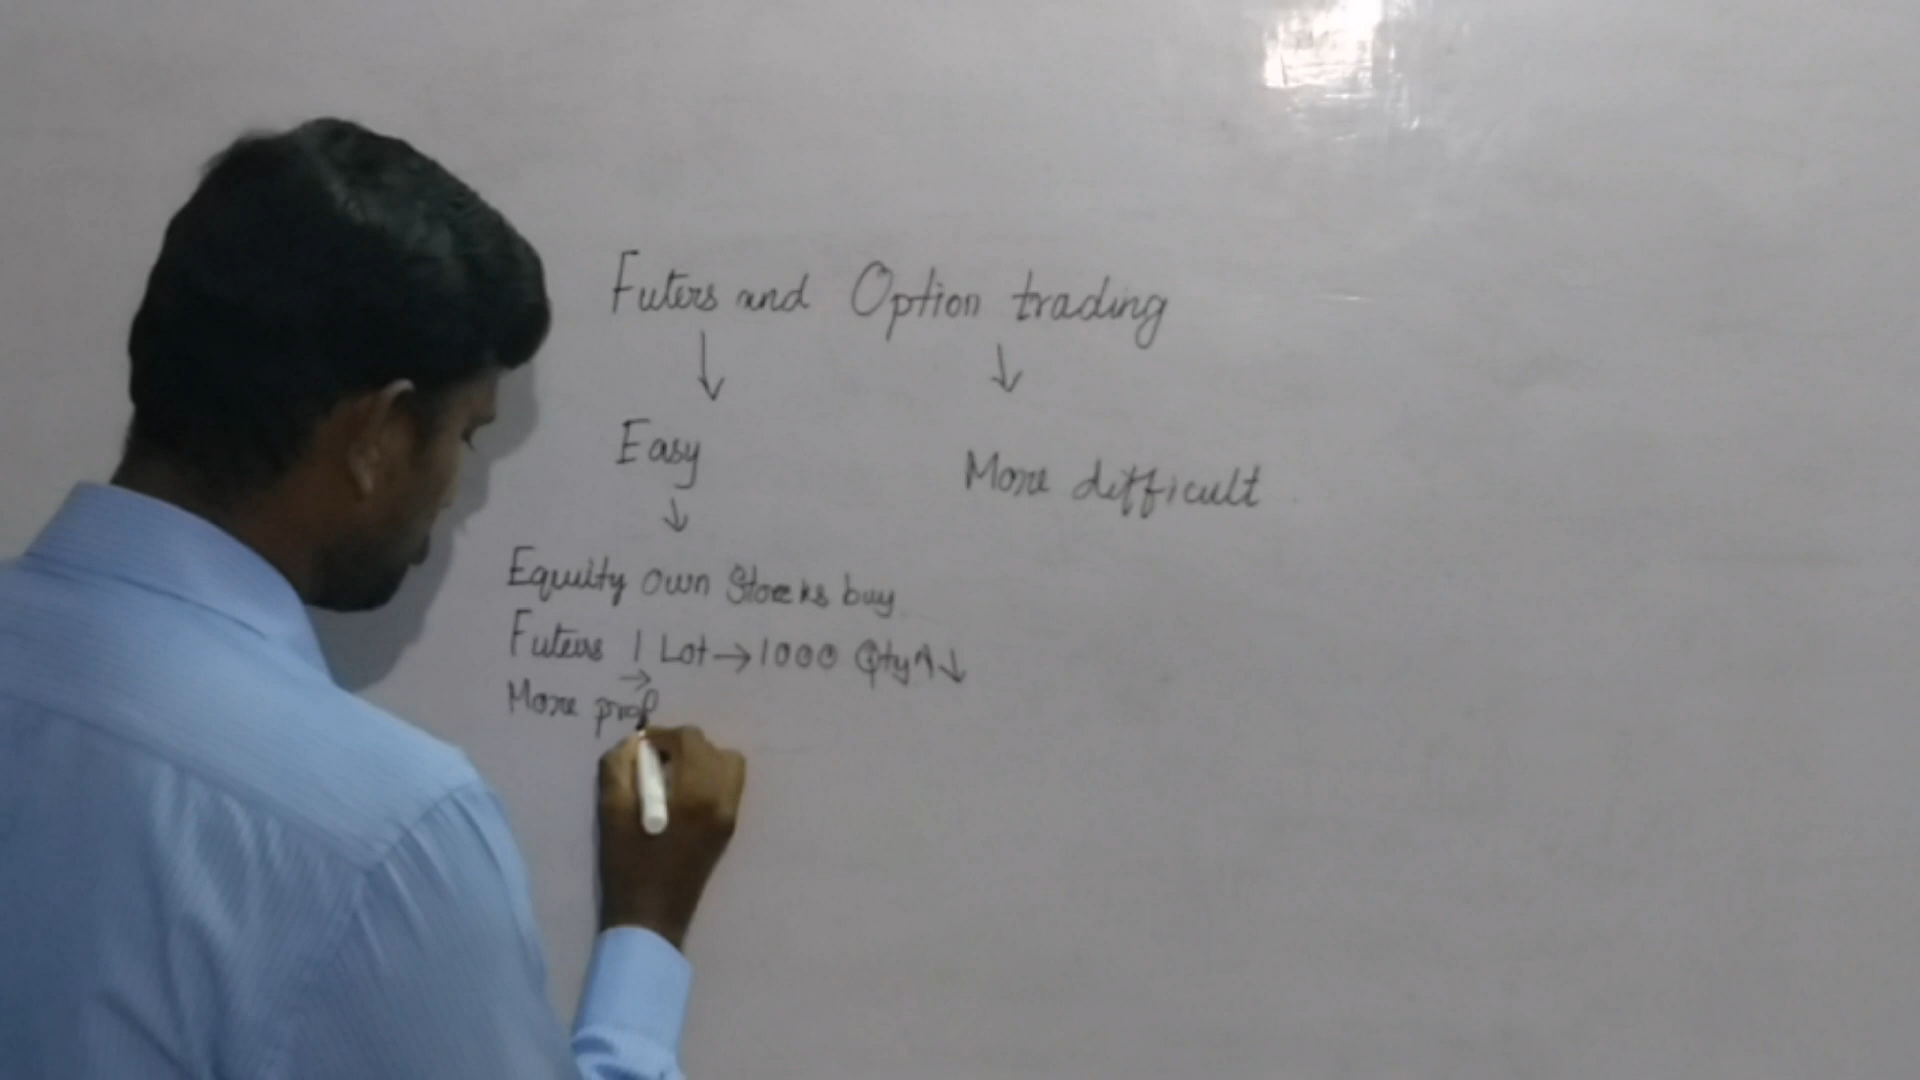 Futers and Option trading
↓ ↓
Easy More difficult
↓
Equity own Stocks buy
Futers 1 Lot → 1000 Qty ↑↓
→
More prof